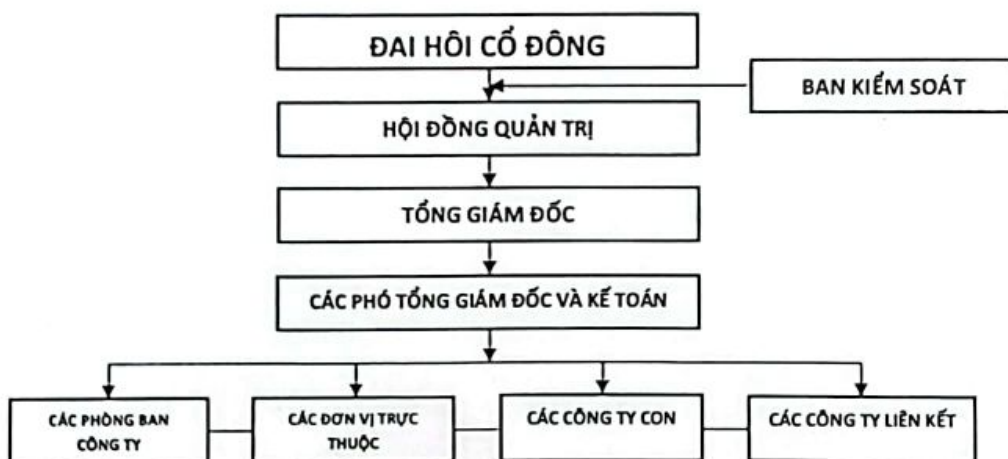 ĐAI HÔI CỔ ĐÔNG
BAN KIỂM SOÁT
HỘI ĐỒNG QUẢN TRỊ
TỔNG GIÁM ĐỐC
CÁC PHÓ TỔNG GIÁM ĐỐC VÀ KẾ TOÁN
CÁC PHÒNG BAN
CÔNG TY
CÁC ĐƠN VỊ TRỰC
THUỘC
CÁC CÔNG TY CON
CÁC CÔNG TY LIÊN KẾT